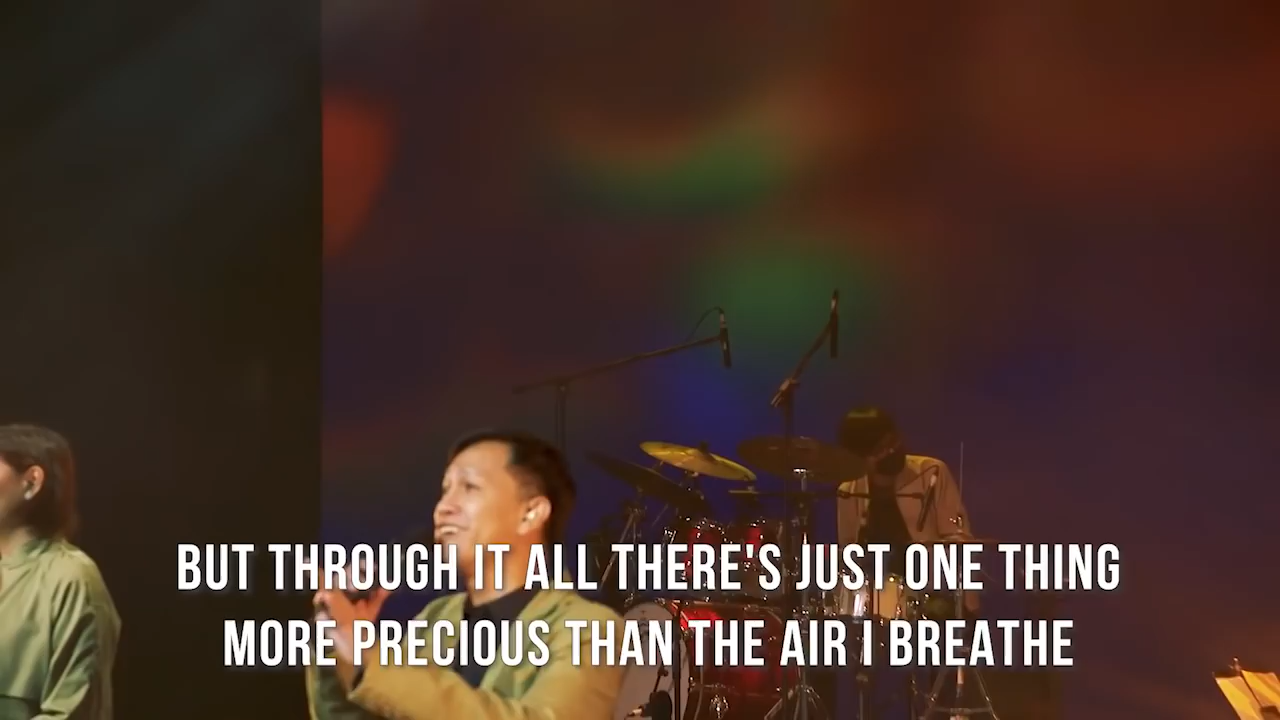 BUT THROUGH IT ALL THERE'S JUST ONE THING
MORE PRECIOUS THAN THE AIR I BREATHE